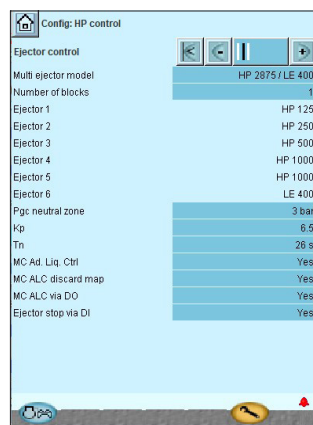 Config: HP control
Ejector control
Multi ejector model HP 2875 / LE 400
Number of blocks 1
Ejector 1 HP 125
Ejector 2 HP 250
Ejector 3 HP 500
Ejector 4 HP 1000
Ejector 5 HP 1000
Ejector 6 LE 400
Pgc neutral zone 3 bar
Kp 6.5
Tn 26 s
MC Ad. Liq. Ctrl Yes
MC ALC discard map Yes
MC ALC via DO Yes
Ejector stop via DI Yes